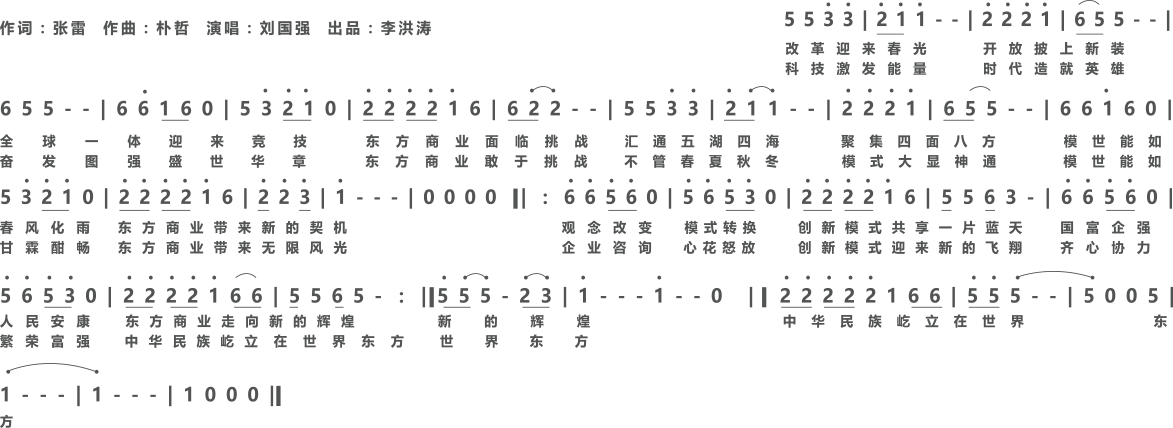 作词：张雷 作曲：朴哲 演唱：刘国强 出品：李洪涛
5 5 3 3 | 2 1 1 - - | 2 2 2 1 | 6 5 5 - - |
改革迎来春光 开放披上新装
科技激发能量 时代造就英雄
6 5 5 - - | 6 6 1 6 0 | 5 3 2 1 0 | 2 2 2 2 1 6 | 6 2 2 - - | 5 5 3 3 | 2 1 1 - - | 2 2 2 1 | 6 5 5 - - | 6 6 1 6 0 |
全球一体迎来竞技 东方商业面临挑战 汇通五湖四海 聚集四面八方 模世能如
奋发图强盛世华章 东方商业敢于挑战 不管春夏秋冬 模式大显神通 模世能如
5 3 2 1 0 | 2 2 2 2 1 6 | 2 2 3 | 1 - - - | 0 0 0 0 || : 6 6 5 6 0 | 5 6 5 3 0 | 2 2 2 2 1 6 | 5 5 6 3 - | 6 6 5 6 0 |
春风化雨 东方商业带来新的契机 观念改变 模式转换 创新模式共享一片蓝天 国富企强
甘霖酣畅 东方商业带来无限风光 企业咨询 心花怒放 创新模式迎来新的飞翔 齐心协力
5 6 5 3 0 | 2 2 2 2 1 6 6 | 5 5 6 5 - : || 5 5 5 - 2 3 | 1 - - - 1 - - 0 || 2 2 2 2 2 1 6 6 | 5 5 5 - - | 5 0 0 5 |
人民安康 东方商业走向新的辉煌 新的辉煌 中华民族屹立在世界 东
繁荣富强 中华民族屹立在世界东方 世界东方
1 - - - | 1 - - - | 1 0 0 0 ||
方